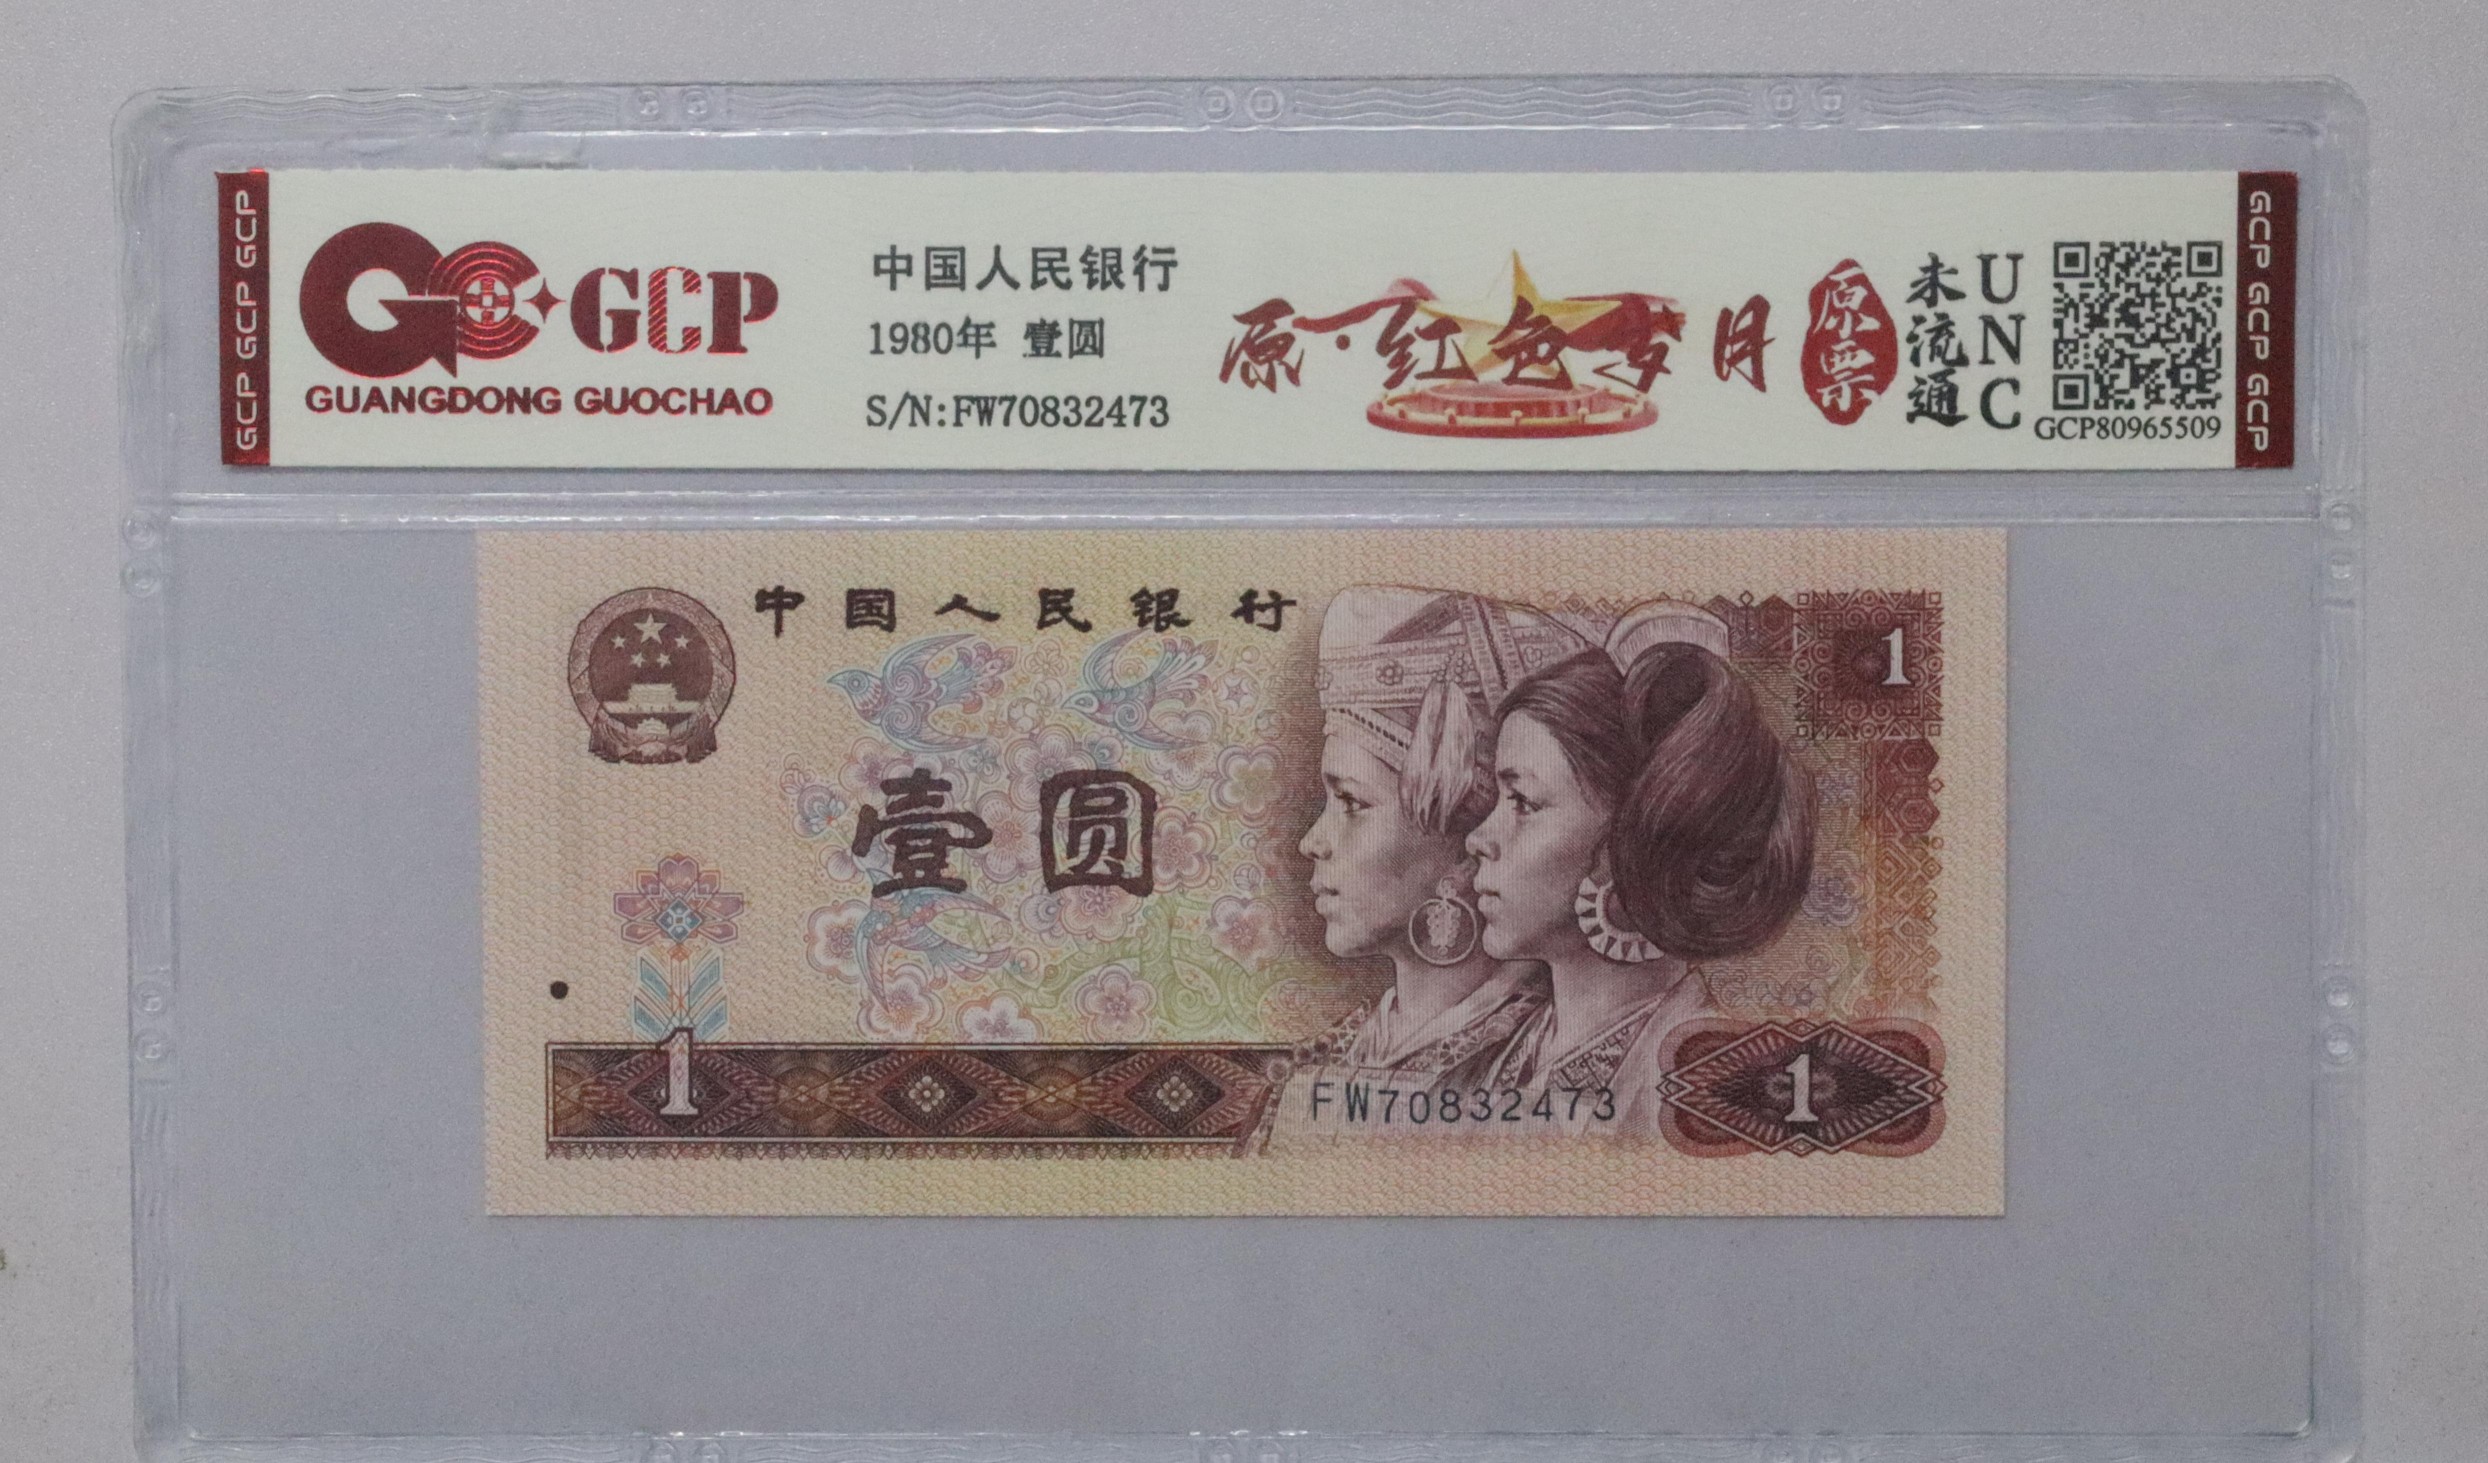 GCP GCP GCP
GCP
GUANGDONG GUOCHAO
中国人民银行
1980年 壹圆
S/N:FW70832473
原·红色岁月
原票
未流通
UNC
GCP80965509
GCP GCP GCP
中国人民银行
1
壹圆
1
FW70832473
1